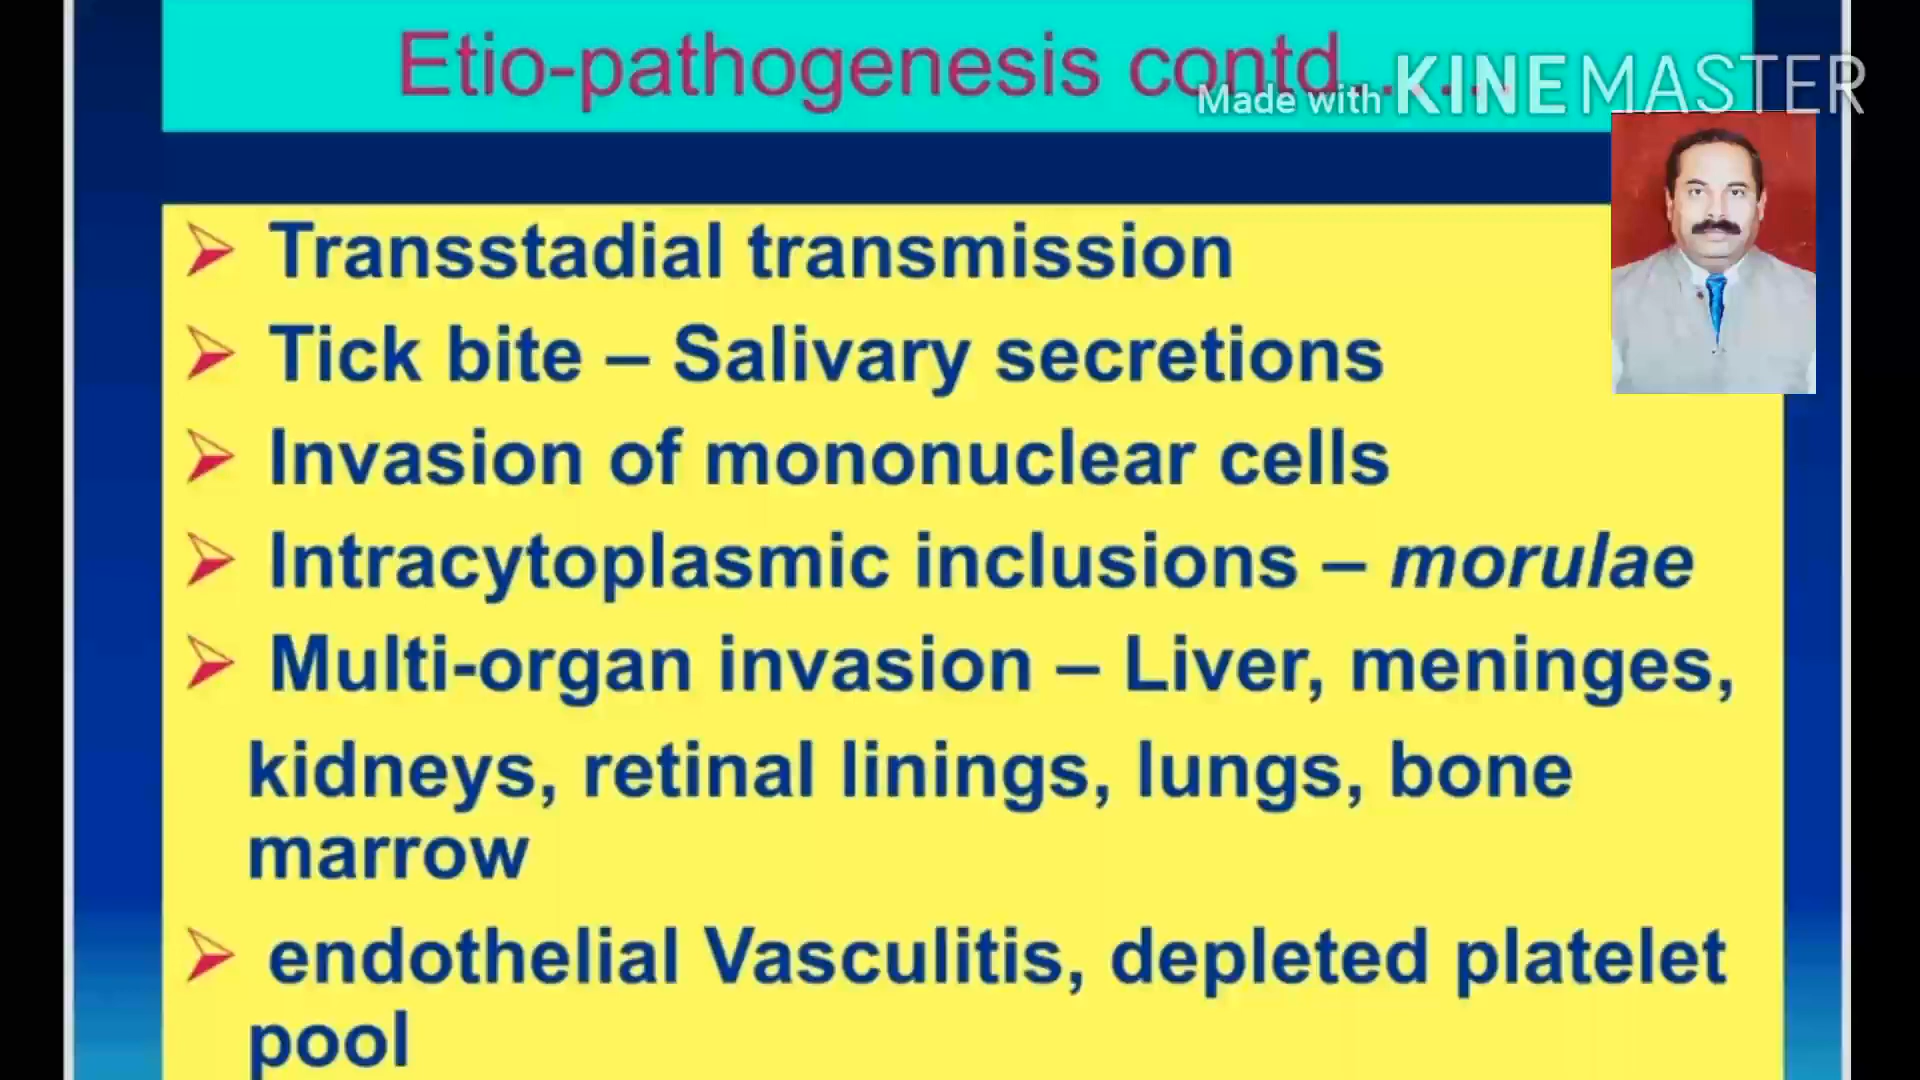 Etio-pathogenesis contd......
Made with KINEMASTER
Transstadial transmission
Tick bite – Salivary secretions
Invasion of mononuclear cells
Intracytoplasmic inclusions – morulae
Multi-organ invasion – Liver, meninges,
kidneys, retinal linings, lungs, bone
marrow
endothelial Vasculitis, depleted platelet
pool